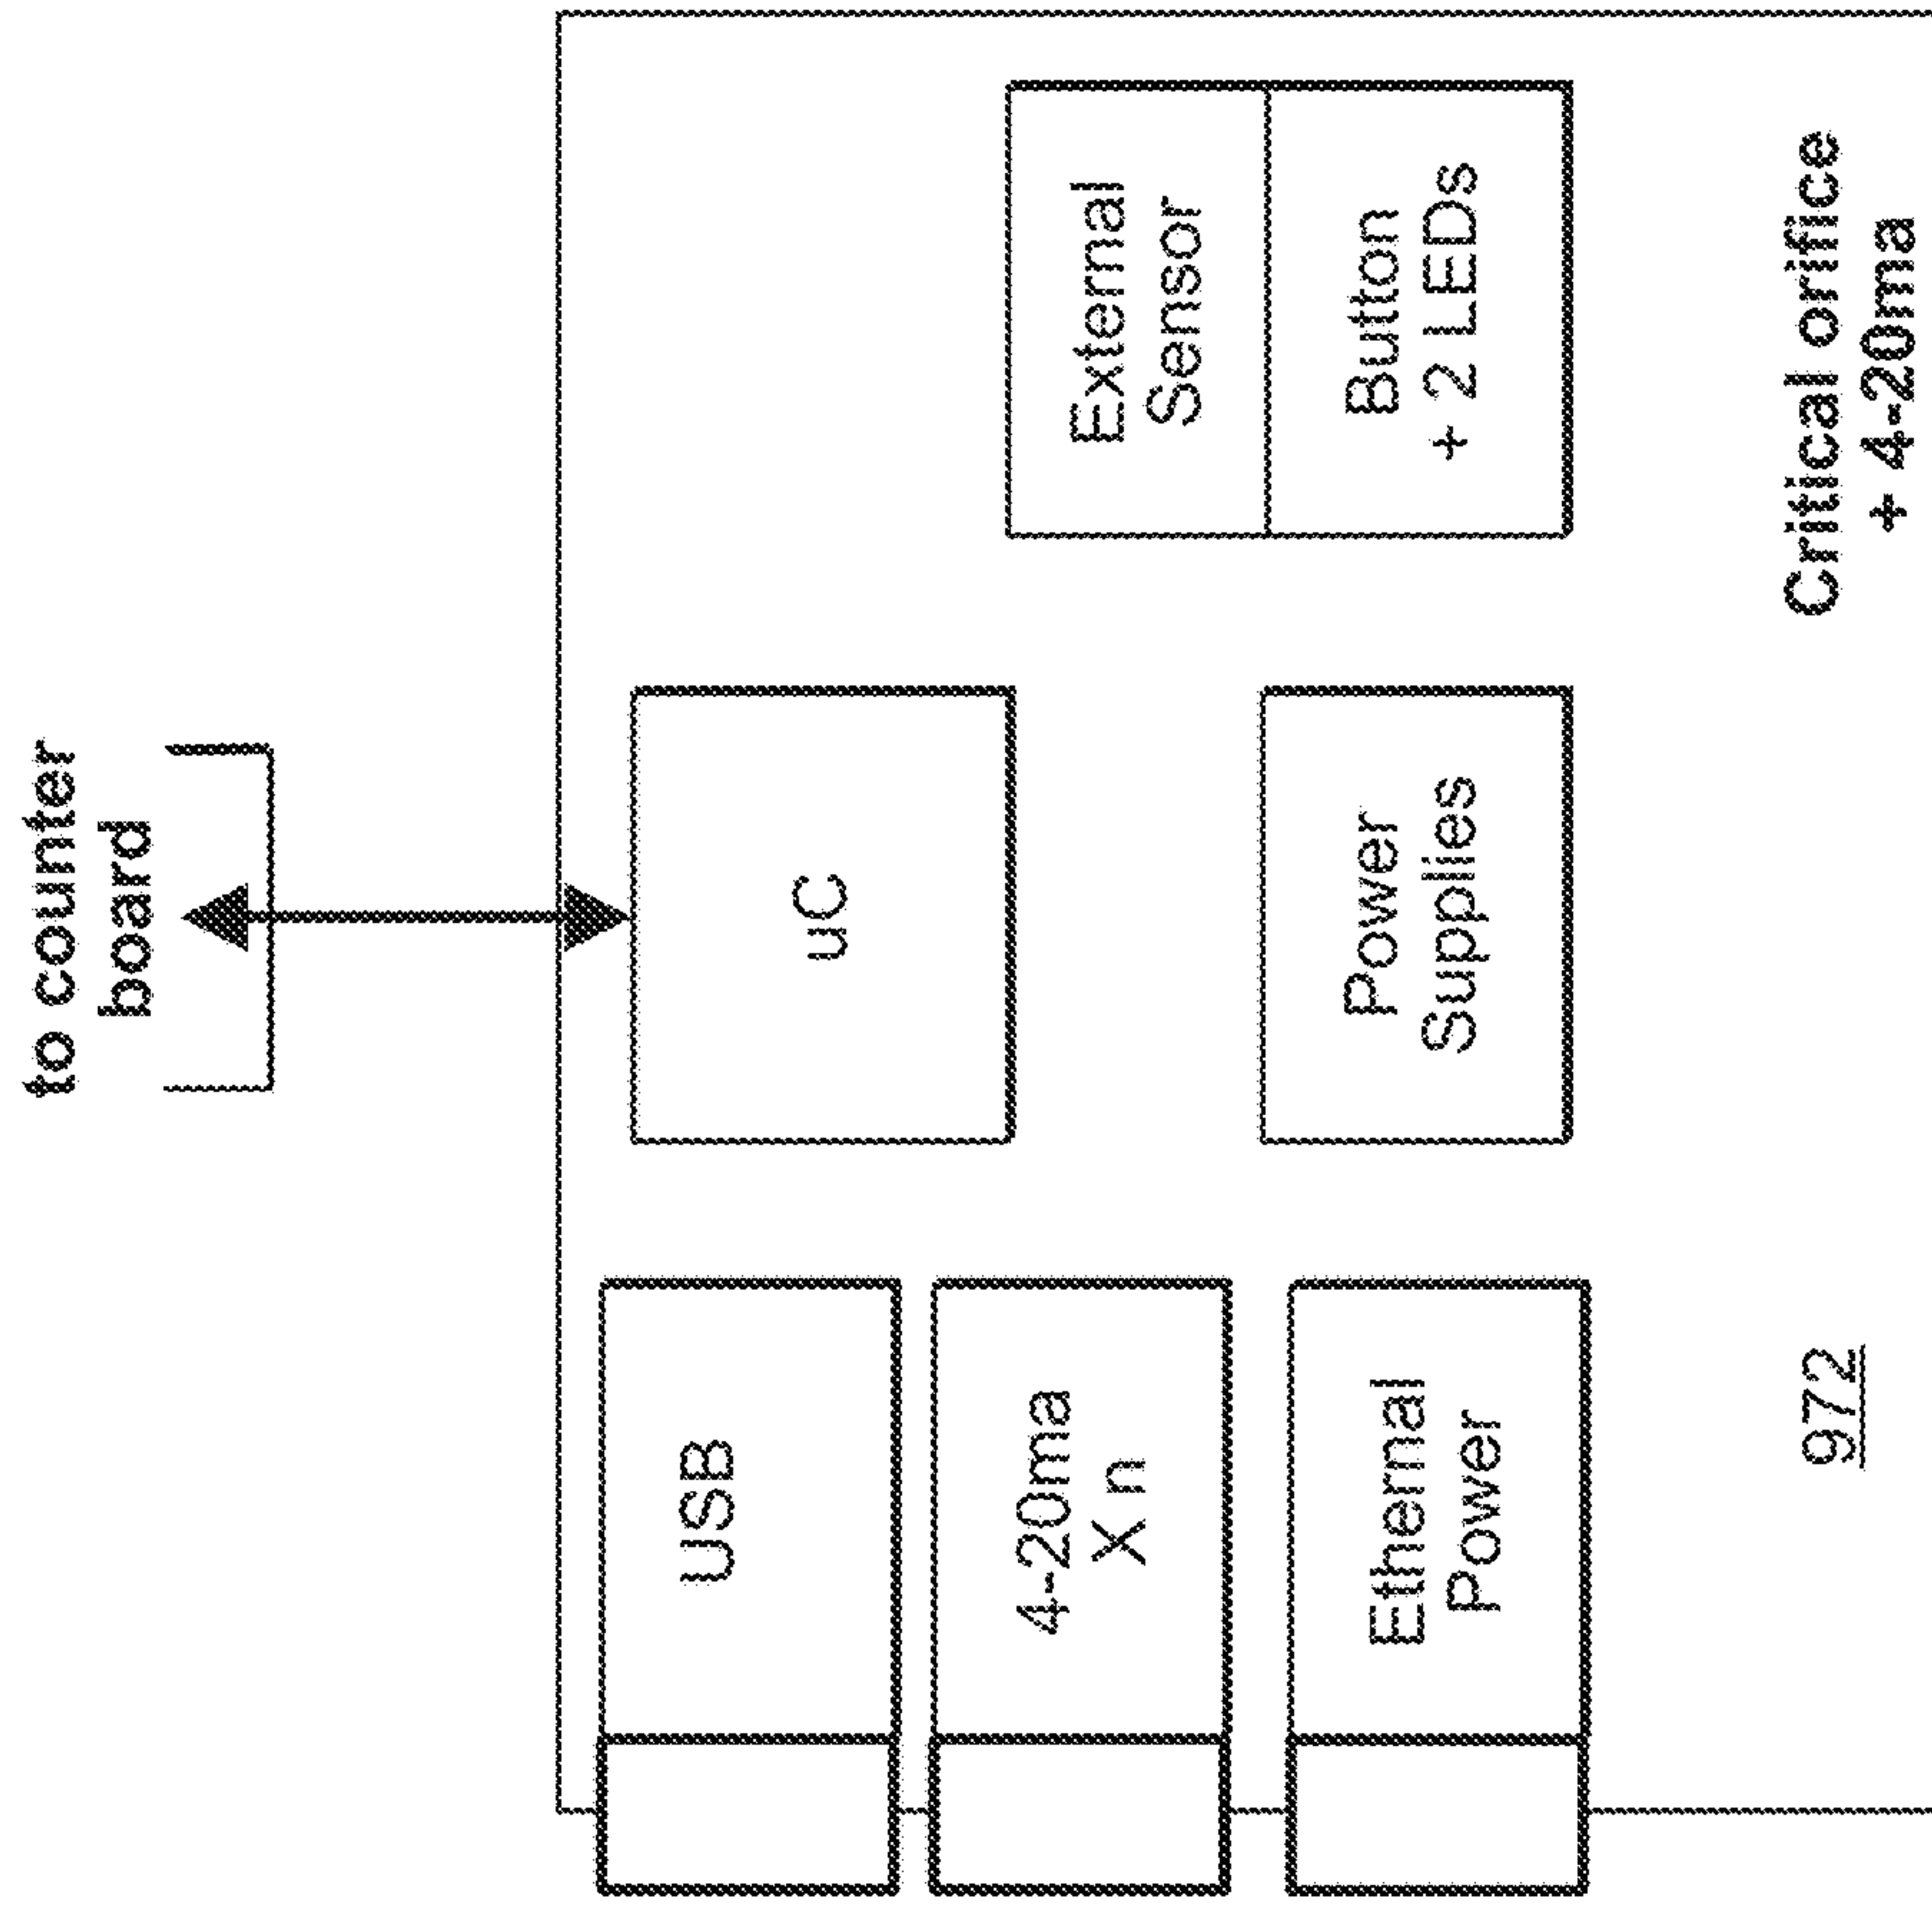 to counter
board
USB
uC
4-20ma
X n
External
Sensor
Ethernal
Power
Power
Supplies
Button
+ 2 LEDs
972
Critical orifice
+ 4-20ma